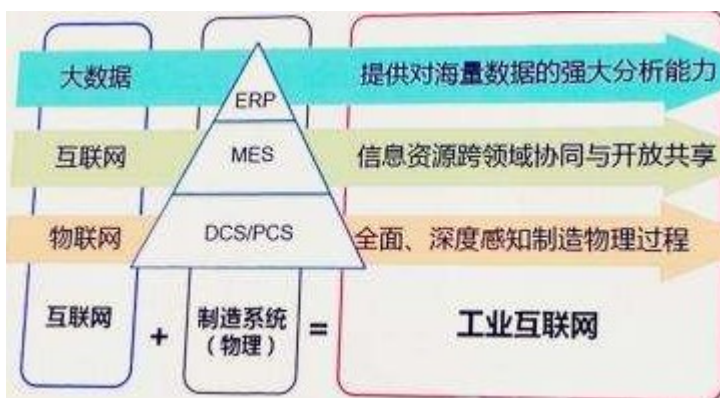 大数据
ERP
提供对海量数据的强大分析能力
互联网
MES
信息资源跨领域协同与开放共享
物联网
DCS/PCS
全面、深度感知制造物理过程
互联网
+
制造系统
（物理）
=
工业互联网